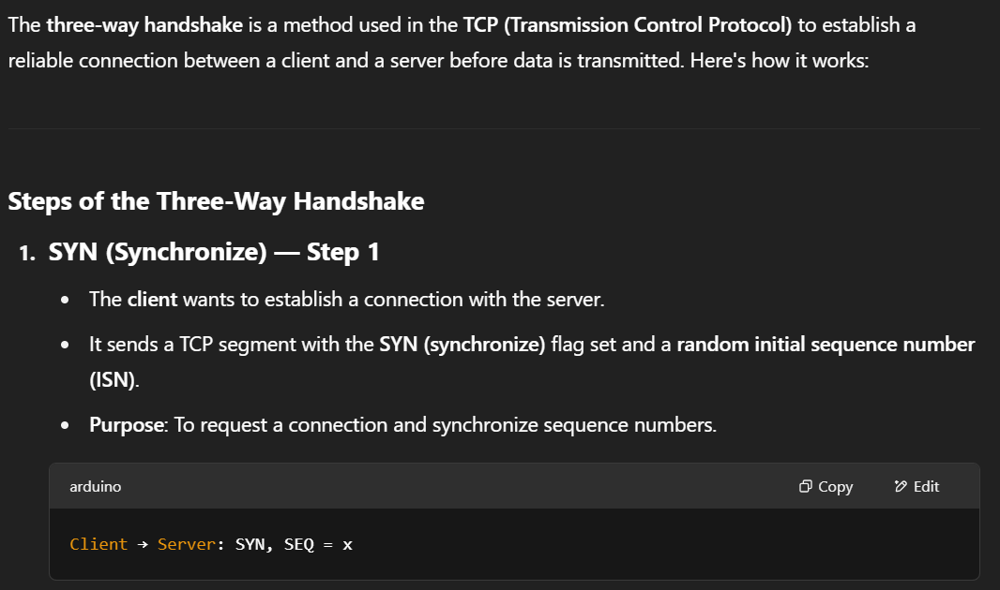 The three-way handshake is a method used in the TCP (Transmission Control Protocol) to establish a
reliable connection between a client and a server before data is transmitted. Here's how it works:
Steps of the Three-Way Handshake
1. SYN (Synchronize) — Step 1
• The client wants to establish a connection with the server.
• It sends a TCP segment with the SYN (synchronize) flag set and a random initial sequence number
(ISN).
• Purpose: To request a connection and synchronize sequence numbers.
arduino Copy Edit
Client → Server: SYN, SEQ = x